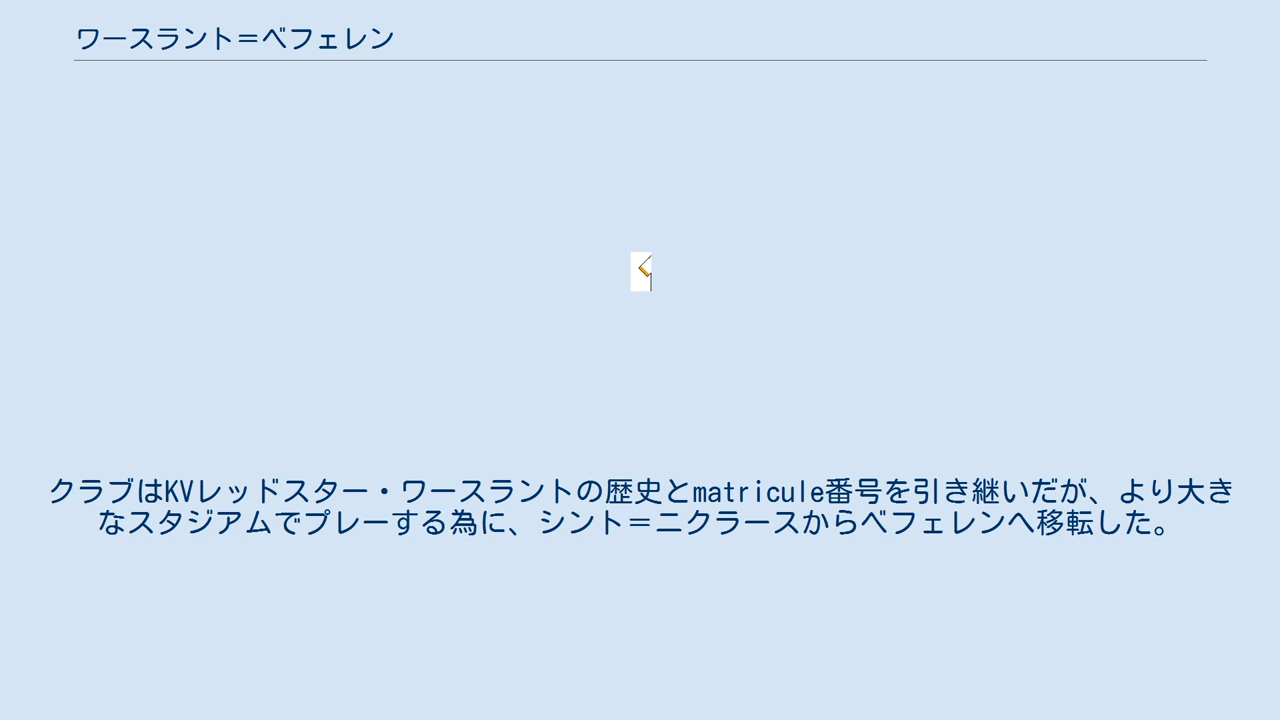 ワースラント＝ベフェレン
クラブはKVレッドスター・ワースラントの歴史とmatricule番号を引き継いだが、より大き
なスタジアムでプレーする為に、シント＝ニクラースからベフェレンへ移転した。